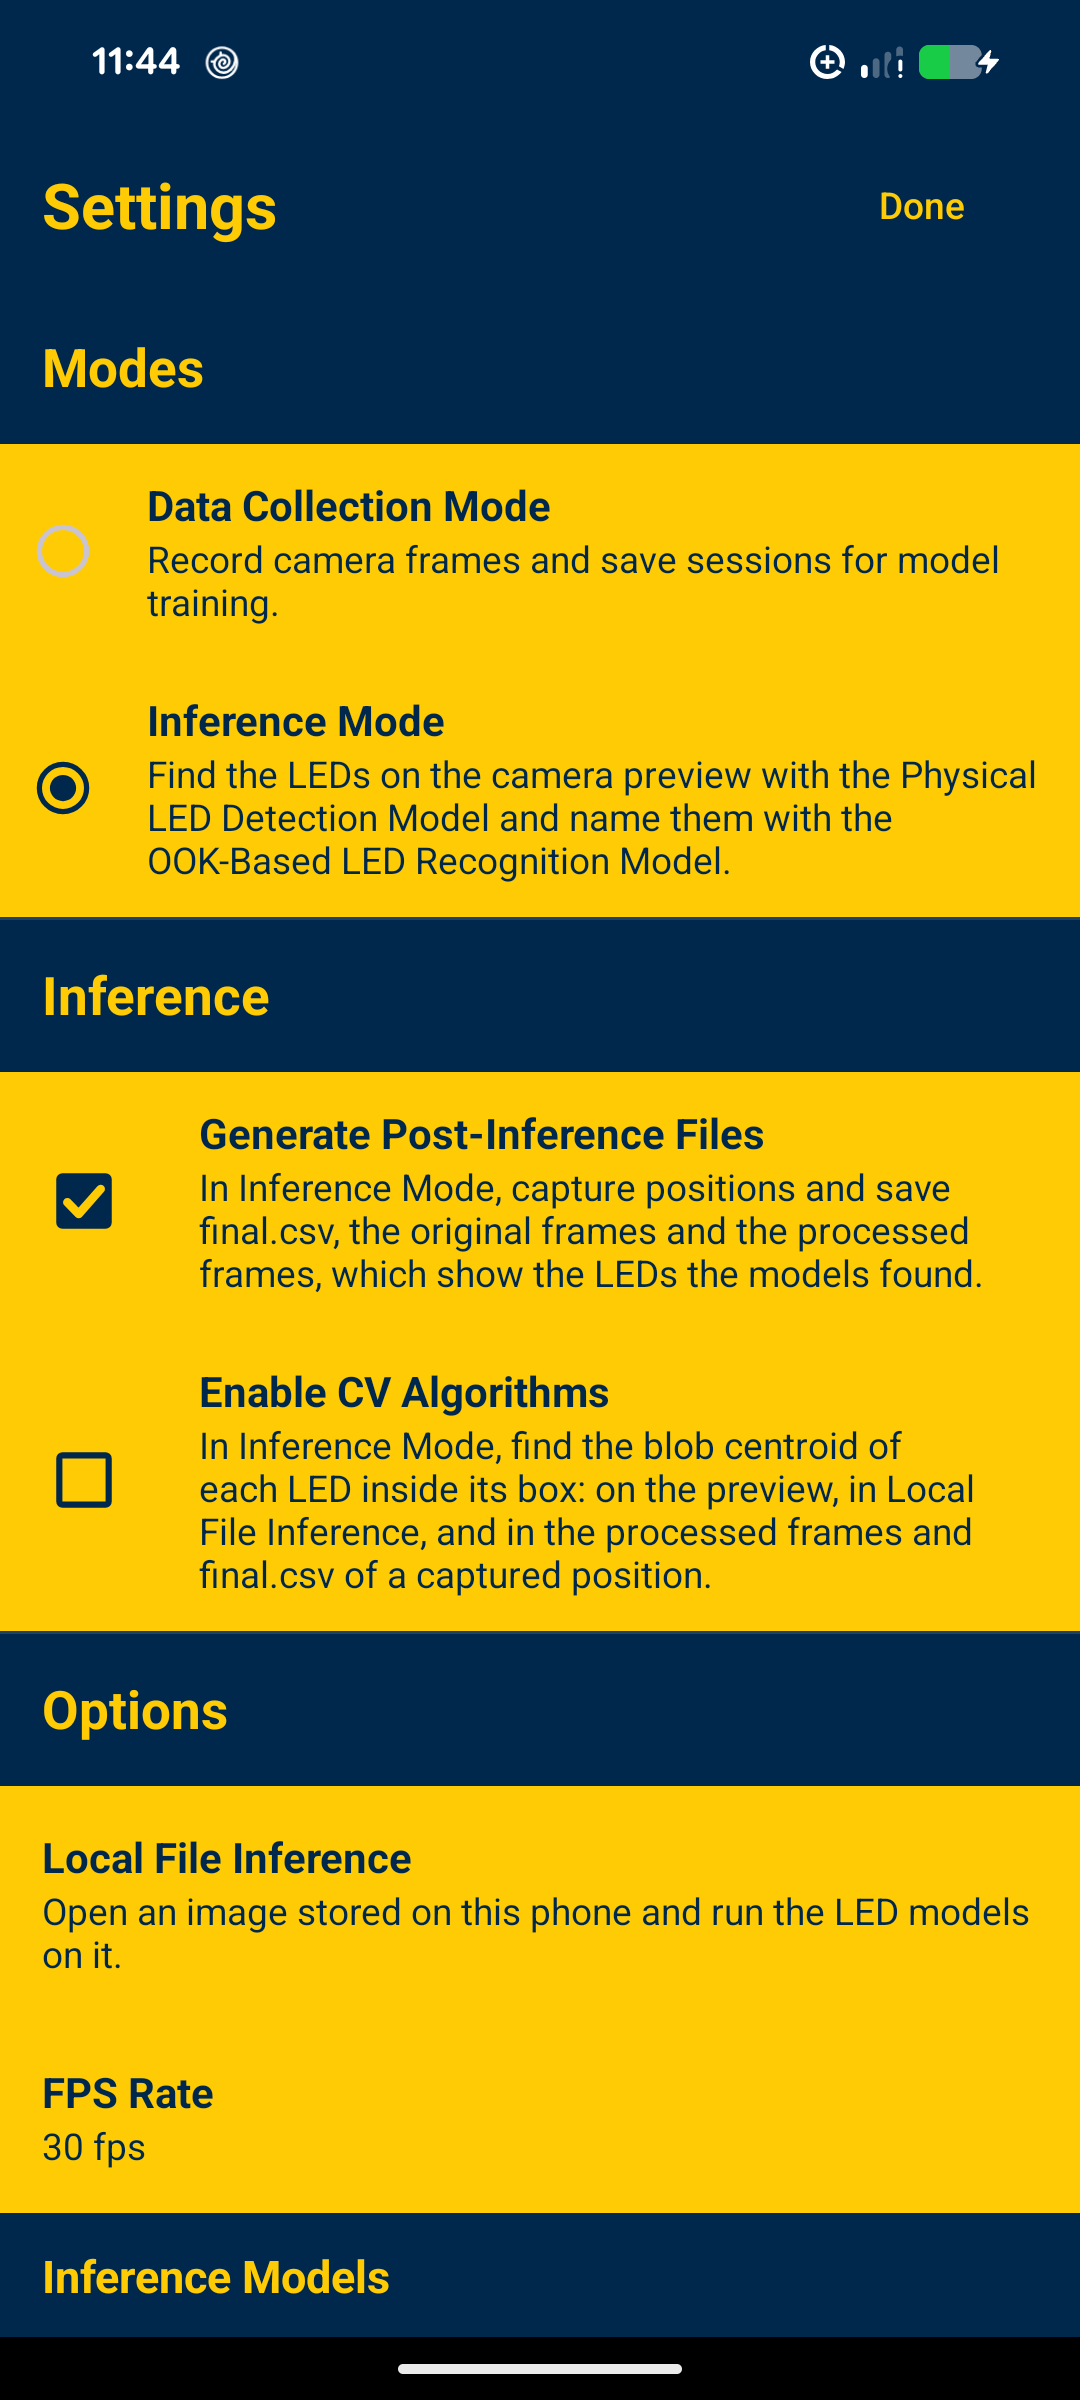 11:44
Settings
Done
Modes
Data Collection Mode
Record camera frames and save sessions for model
training.
Inference Mode
Find the LEDs on the camera preview with the Physical
LED Detection Model and name them with the
OOK-Based LED Recognition Model.
Inference
Generate Post-Inference Files
In Inference Mode, capture positions and save
final.csv, the original frames and the processed
frames, which show the LEDs the models found.
Enable CV Algorithms
In Inference Mode, find the blob centroid of
each LED inside its box: on the preview, in Local
File Inference, and in the processed frames and
final.csv of a captured position.
Options
Local File Inference
Open an image stored on this phone and run the LED models
on it.
FPS Rate
30 fps
Inference Models